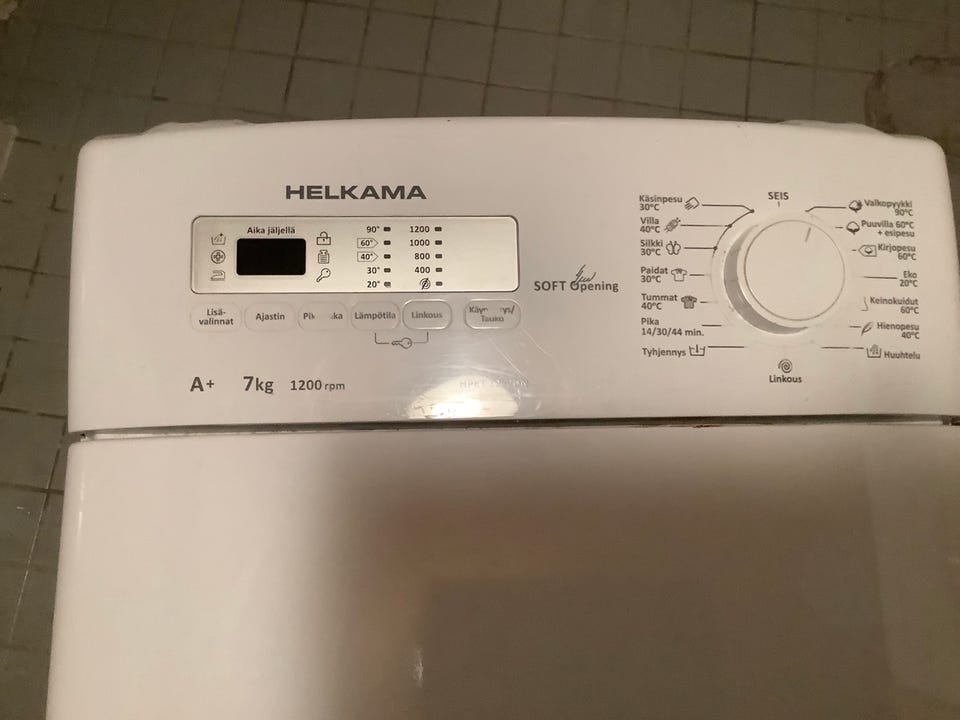 HELKAMA
Aika jäljellä
90°
60°
40°
30°
20°
1200
1000
800
400
Lisä-
valinnat
Ajastin
Lämpötila
Linkous
Tauko
A+ 7kg 1200 rpm
SOFT Opening
SEIS
Käsinpesu
30°C
Villa
40°C
Silkki
30°C
Paidat
30°C
Tummat
40°C
Pika
14/30/44 min.
Tyhjennys
Valkopyykki
90°C
Puuvilla 60°C
+ esipesu
Kirjopesu
60°C
Eko
20°C
Keinokuidut
60°C
Hienopesu
40°C
Huuhtelu
Linkous